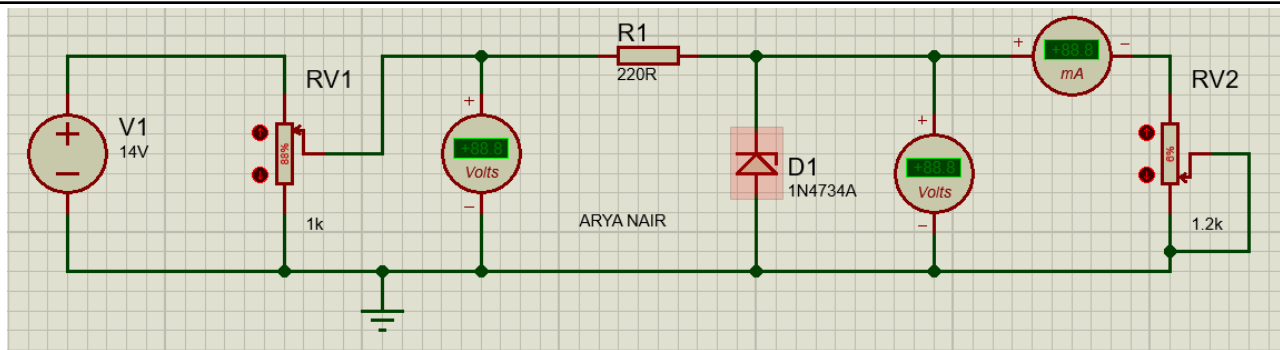 V1
14V
RV1
88%
1k
+88.8
Volts
R1
220R
ARYA NAIR
D1
1N4734A
+88.8
Volts
+88.8
mA
RV2
6%
1.2k